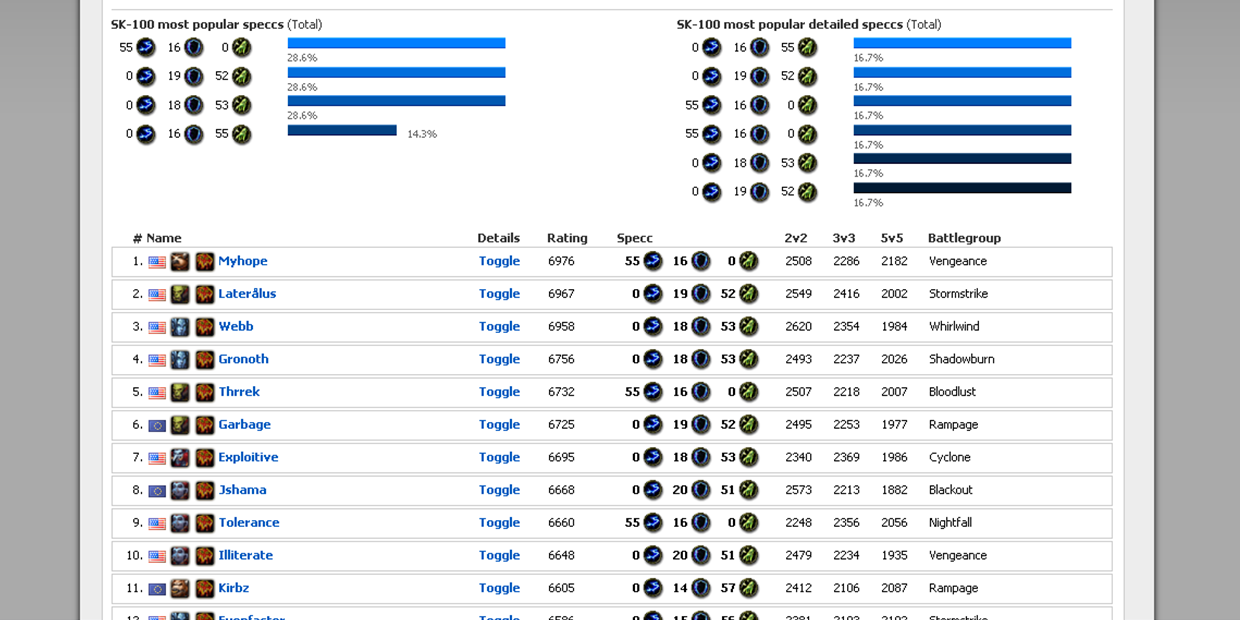 SK-100 most popular speccs (Total)
55 16 0
28.6%
0 19 52
28.6%
0 18 53
28.6%
0 16 55 14.3%
SK-100 most popular detailed speccs (Total)
0 16 55
16.7%
0 19 52
16.7%
55 16 0
16.7%
55 16 0
16.7%
0 18 53
16.7%
0 19 52
16.7%
# Name Details Rating Specc 2v2 3v3 5v5 Battlegroup
1. Myhope Toggle 6976 55 16 0 2508 2286 2182 Vengeance
2. Laterålus Toggle 6967 0 19 52 2549 2416 2002 Stormstrike
3. Webb Toggle 6958 0 18 53 2620 2354 1984 Whirlwind
4. Gronoth Toggle 6756 0 18 53 2493 2237 2026 Shadowburn
5. Thrrek Toggle 6732 55 16 0 2507 2218 2007 Bloodlust
6. Garbage Toggle 6725 0 19 52 2495 2253 1977 Rampage
7. Exploitive Toggle 6695 0 18 53 2340 2369 1986 Cyclone
8. Jshama Toggle 6668 0 20 51 2573 2213 1882 Blackout
9. Tolerance Toggle 6660 55 16 0 2248 2356 2056 Nightfall
10. Illiterate Toggle 6648 0 20 51 2479 2234 1935 Vengeance
11. Kirbz Toggle 6605 0 14 57 2412 2106 2087 Rampage